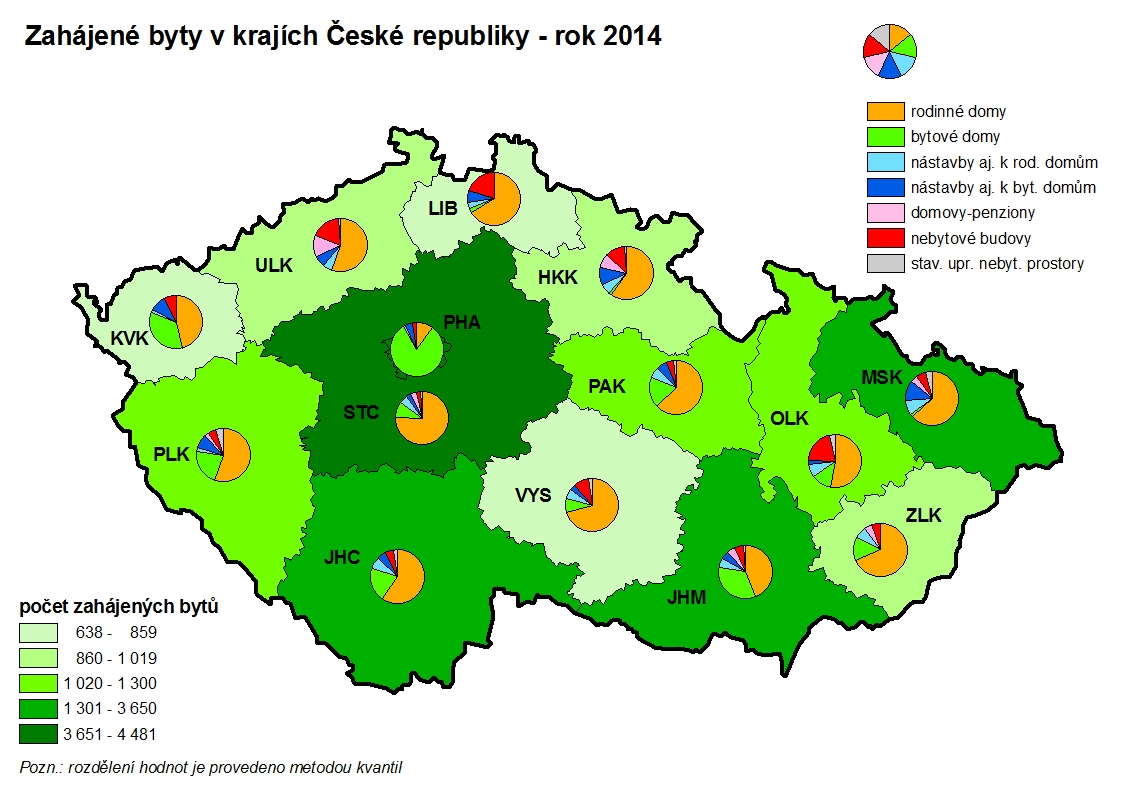 Zahájené byty v krajích České republiky - rok 2014
rodinné domy
bytové domy
nástavby aj. k rod. domům
nástavby aj. k byt. domům
domovy-penziony
nebytové budovy
stav. upr. nebyt. prostory
LIB
ULK
HKK
KVK
PHA
PAK
MSK
STC
OLK
PLK
VYS
ZLK
JHC
JHM
počet zahájených bytů
638 - 859
860 - 1 019
1 020 - 1 300
1 301 - 3 650
3 651 - 4 481
Pozn.: rozdělení hodnot je provedeno metodou kvantil